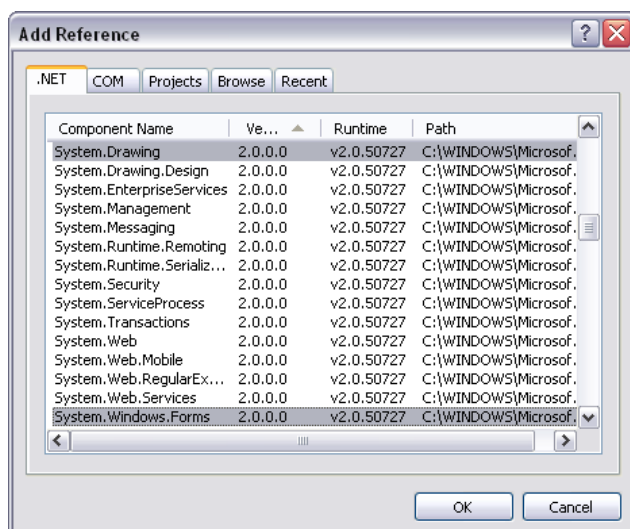 Add Reference
.NET COM Projects Browse Recent
Component Name Ve... Runtime Path
System.Drawing 2.0.0.0 v2.0.50727 C:\WINDOWS\Microsof.
System.Drawing.Design 2.0.0.0 v2.0.50727 C:\WINDOWS\Microsof.
System.EnterpriseServices 2.0.0.0 v2.0.50727 C:\WINDOWS\Microsof.
System.Management 2.0.0.0 v2.0.50727 C:\WINDOWS\Microsof.
System.Messaging 2.0.0.0 v2.0.50727 C:\WINDOWS\Microsof.
System.Runtime.Remoting 2.0.0.0 v2.0.50727 C:\WINDOWS\Microsof.
System.Runtime.Serializ... 2.0.0.0 v2.0.50727 C:\WINDOWS\Microsof.
System.Security 2.0.0.0 v2.0.50727 C:\WINDOWS\Microsof.
System.ServiceProcess 2.0.0.0 v2.0.50727 C:\WINDOWS\Microsof.
System.Transactions 2.0.0.0 v2.0.50727 C:\WINDOWS\Microsof.
System.Web 2.0.0.0 v2.0.50727 C:\WINDOWS\Microsof.
System.Web.Mobile 2.0.0.0 v2.0.50727 C:\WINDOWS\Microsof.
System.Web.RegularEx... 2.0.0.0 v2.0.50727 C:\WINDOWS\Microsof.
System.Web.Services 2.0.0.0 v2.0.50727 C:\WINDOWS\Microsof.
System.Windows.Forms 2.0.0.0 v2.0.50727 C:\WINDOWS\Microsof.
OK Cancel